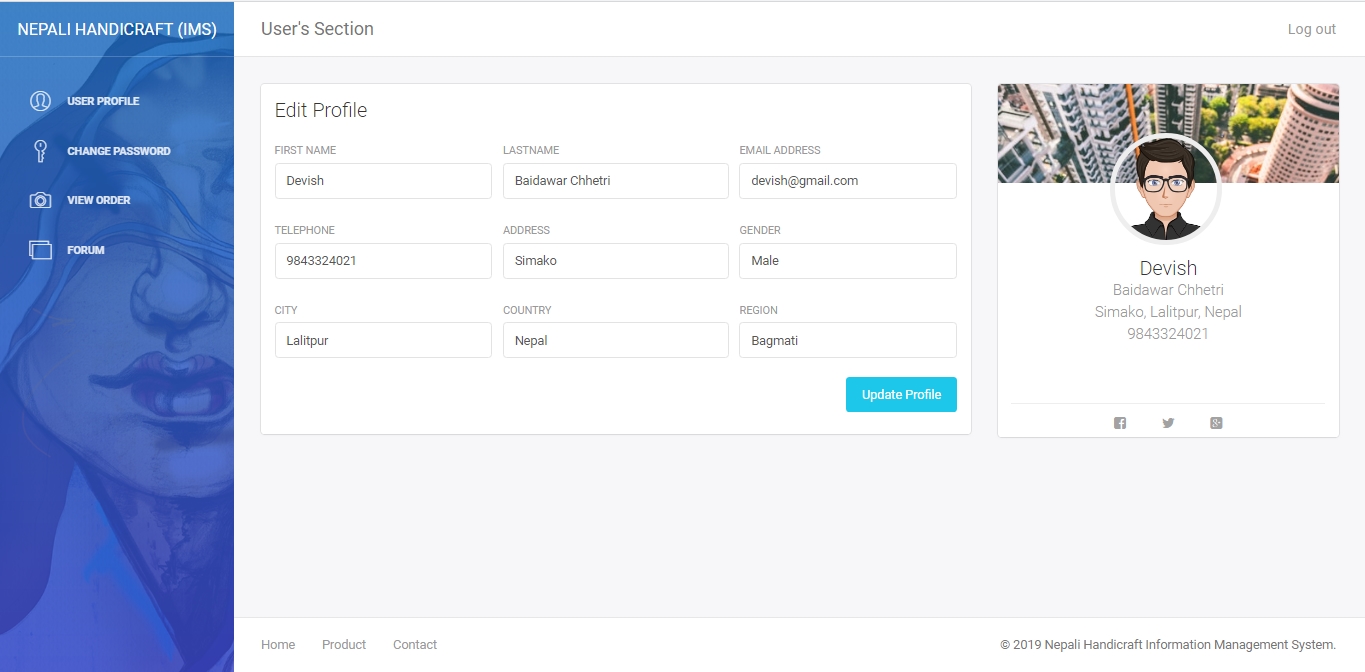 NEPALI HANDICRAFT (IMS)
USER PROFILE
CHANGE PASSWORD
VIEW ORDER
FORUM
User's Section
Log out
Edit Profile
FIRST NAME LASTNAME EMAIL ADDRESS
Devish Baidawar Chhetri devish@gmail.com
TELEPHONE ADDRESS GENDER
9843324021 Simako Male
CITY COUNTRY REGION
Lalitpur Nepal Bagmati
Update Profile
Devish
Baidawar Chhetri
Simako, Lalitpur, Nepal
9843324021
Home Product Contact
© 2019 Nepali Handicraft Information Management System.